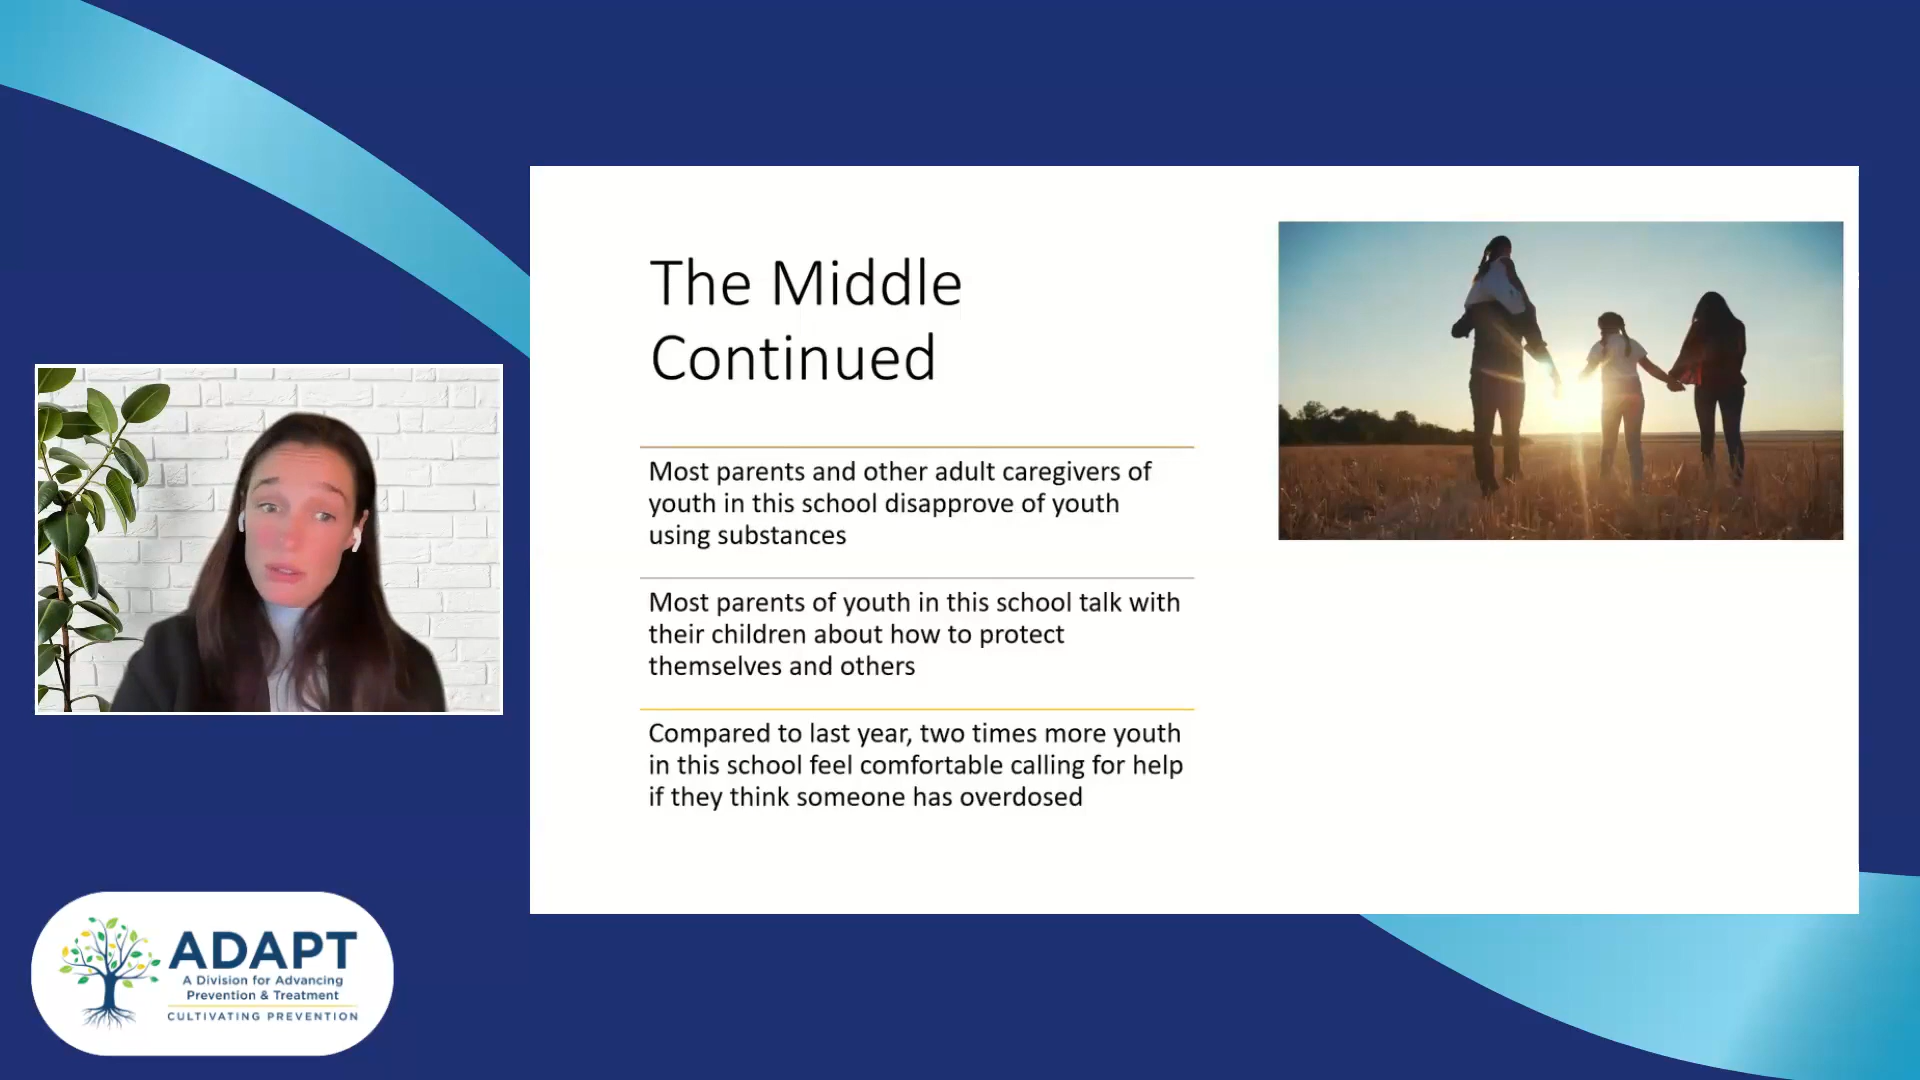 The Middle
Continued
Most parents and other adult caregivers of
youth in this school disapprove of youth
using substances
Most parents of youth in this school talk with
their children about how to protect
themselves and others
Compared to last year, two times more youth
in this school feel comfortable calling for help
if they think someone has overdosed
ADAPT
A Division for Advancing
Prevention & Treatment
CULTIVATING PREVENTION